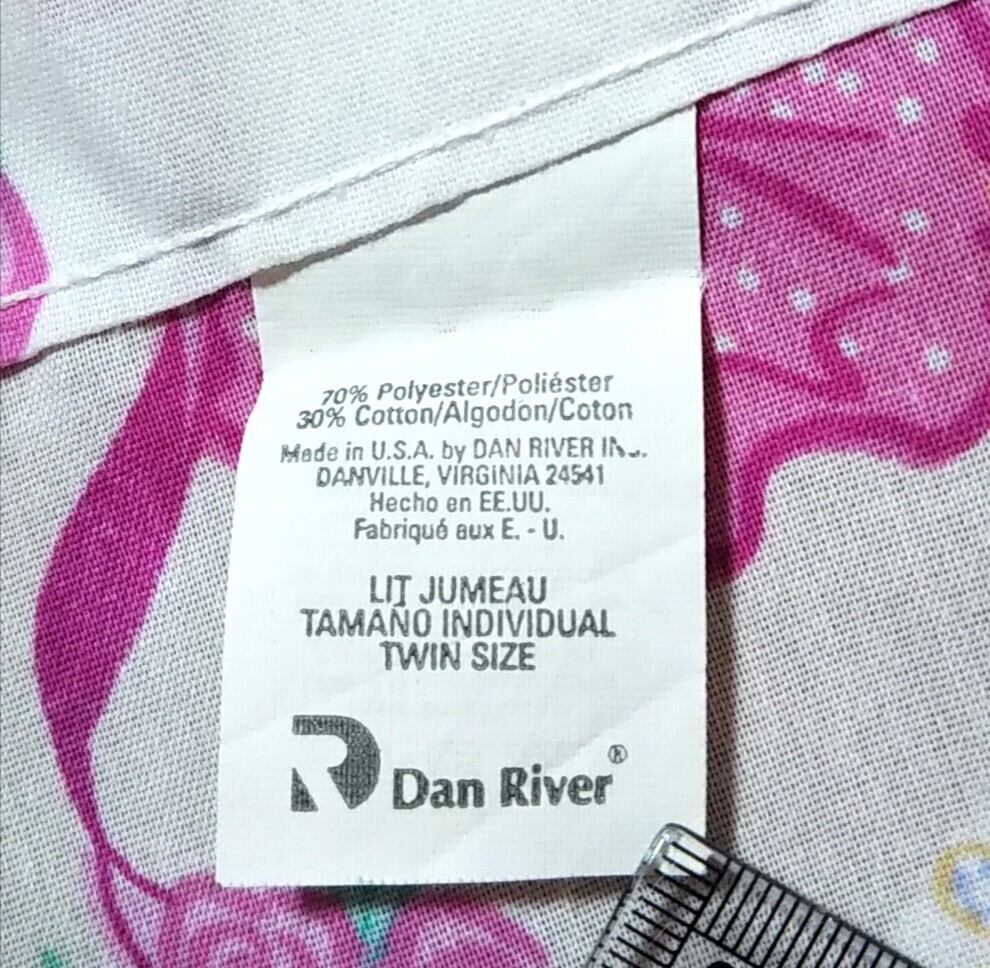 70% Polyester/Poliéster
30% Cotton/Algodón/Coton
Made in U.S.A. by DAN RIVER
DANVILLE, VIRGINIA 24541
Hecho en EE.UU.
Fabriqué aux E. - U.
LIT JUMEAU
TAMAÑO INDIVIDUAL
TWIN SIZE
R Dan River®